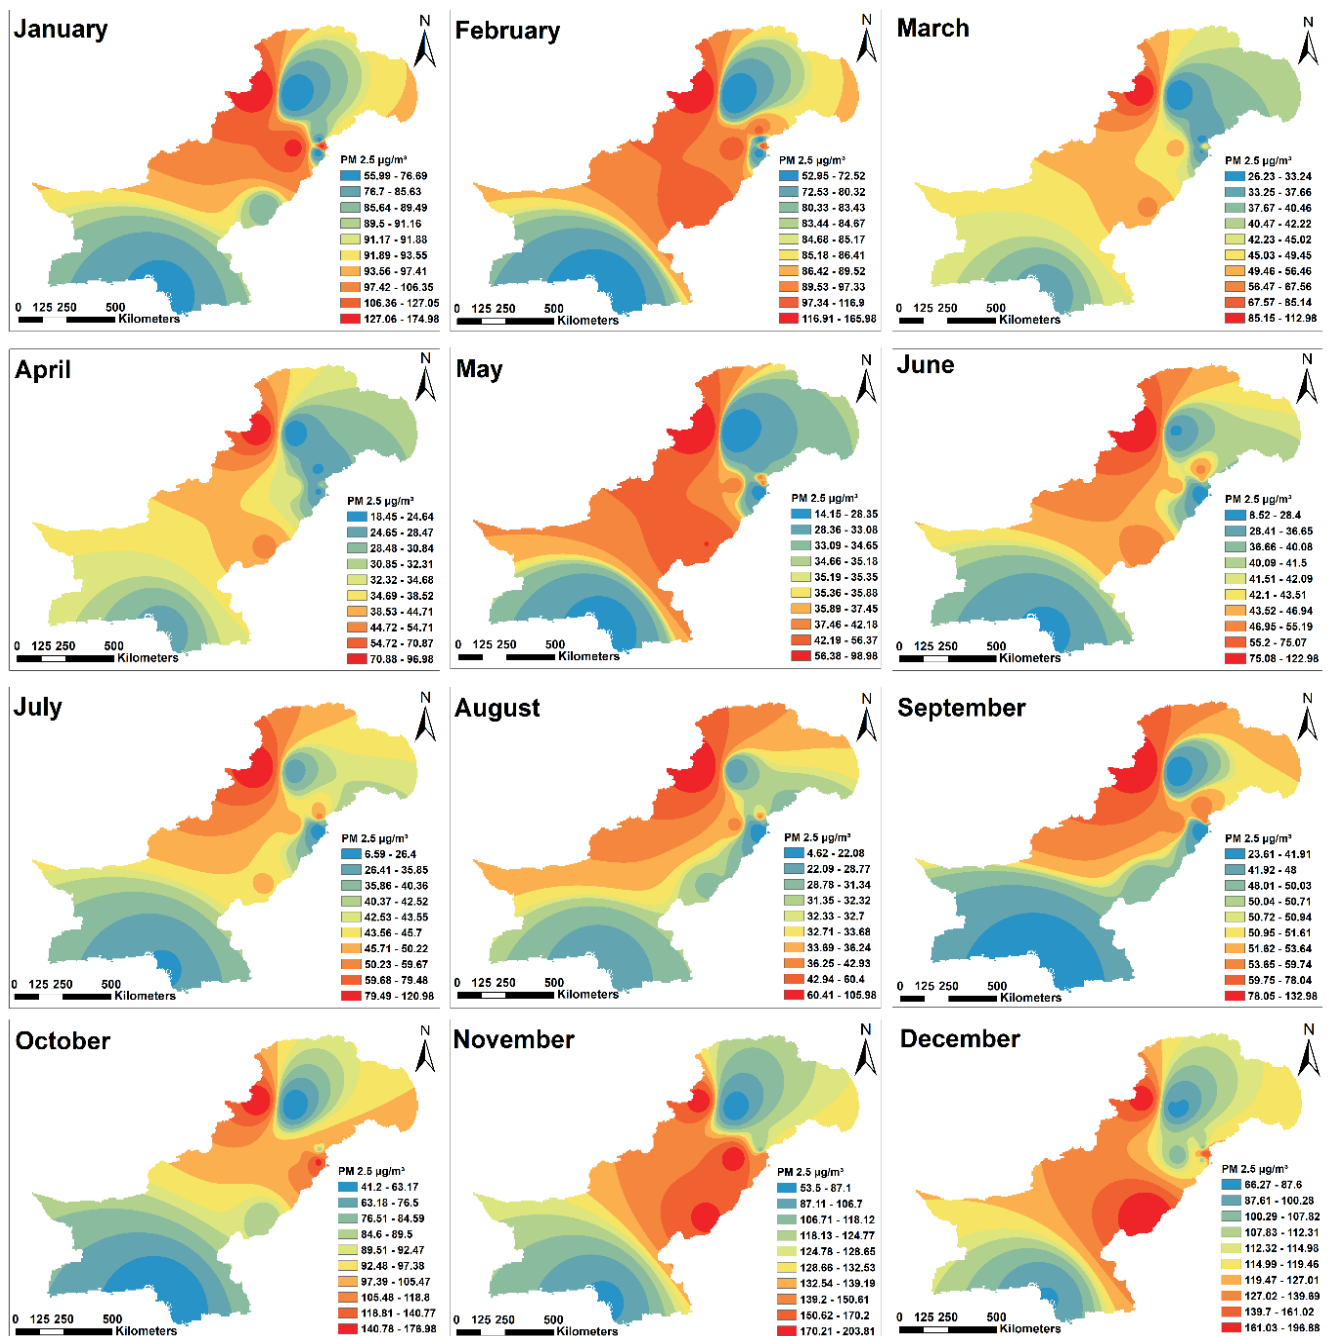 January
N
PM 2.5 µg/m³
55.99 - 76.69
76.7 - 85.63
85.64 - 89.49
89.5 - 91.16
91.17 - 91.88
91.89 - 93.55
93.56 - 97.41
97.42 - 106.35
106.36 - 127.05
127.06 - 174.98
0 125 250 500
Kilometers
February
N
PM 2.5 µg/m³
52.95 - 72.52
72.53 - 80.32
80.33 - 83.43
83.44 - 84.67
84.68 - 85.17
85.18 - 86.41
86.42 - 89.52
89.53 - 97.33
97.34 - 116.9
116.91 - 165.98
0 125 250 500
Kilometers
March
N
PM 2.5 µg/m³
26.23 - 33.24
33.25 - 37.66
37.67 - 40.46
40.47 - 42.22
42.23 - 45.02
45.03 - 49.45
49.46 - 56.46
56.47 - 67.56
67.57 - 85.14
85.15 - 112.98
0 125 250 500
Kilometers
April
N
PM 2.5 µg/m³
18.45 - 24.64
24.65 - 28.47
28.48 - 30.84
30.85 - 32.31
32.32 - 34.68
34.69 - 38.52
38.53 - 44.71
44.72 - 54.71
54.72 - 70.87
70.88 - 96.98
0 125 250 500
Kilometers
May
N
PM 2.5 µg/m³
14.15 - 28.35
28.36 - 33.08
33.09 - 34.65
34.66 - 35.18
35.19 - 35.35
35.36 - 35.88
35.89 - 37.45
37.46 - 42.18
42.19 - 56.37
56.38 - 98.98
0 125 250 500
Kilometers
June
N
PM 2.5 µg/m³
8.52 - 28.4
28.41 - 36.65
36.66 - 40.08
40.09 - 41.5
41.51 - 42.09
42.1 - 43.51
43.52 - 46.94
46.95 - 55.19
55.2 - 75.07
75.08 - 122.98
0 125 250 500
Kilometers
July
N
PM 2.5 µg/m³
6.59 - 26.4
26.41 - 35.85
35.86 - 40.36
40.37 - 42.52
42.53 - 43.55
43.56 - 45.7
45.71 - 50.22
50.23 - 59.67
59.68 - 79.48
79.49 - 120.98
0 125 250 500
Kilometers
August
N
PM 2.5 µg/m³
4.62 - 22.08
22.09 - 28.77
28.78 - 31.34
31.35 - 32.32
32.33 - 32.7
32.71 - 33.68
33.69 - 36.24
36.25 - 42.93
42.94 - 60.4
60.41 - 105.98
0 125 250 500
Kilometers
September
N
PM 2.5 µg/m³
23.61 - 41.91
41.92 - 48
48.01 - 50.03
50.04 - 50.71
50.72 - 50.94
50.95 - 51.61
51.62 - 53.64
53.65 - 59.74
59.75 - 78.04
78.05 - 132.98
0 125 250 500
Kilometers
October
N
PM 2.5 µg/m³
41.2 - 63.17
63.18 - 76.5
76.51 - 84.59
84.6 - 89.5
89.51 - 92.47
92.48 - 97.38
97.39 - 105.47
105.48 - 118.8
118.81 - 140.77
140.78 - 176.98
0 125 250 500
Kilometers
November
N
PM 2.5 µg/m³
53.5 - 87.1
87.11 - 106.7
106.71 - 118.12
118.13 - 124.77
124.78 - 128.65
128.66 - 132.53
132.54 - 139.19
139.2 - 150.61
150.62 - 170.2
170.21 - 203.81
0 125 250 500
Kilometers
December
N
PM 2.5 µg/m³
66.27 - 87.6
87.61 - 100.28
100.29 - 107.82
107.83 - 112.31
112.32 - 114.98
114.99 - 119.46
119.47 - 127.01
127.02 - 139.69
139.7 - 161.02
161.03 - 196.88
0 125 250 500
Kilometers